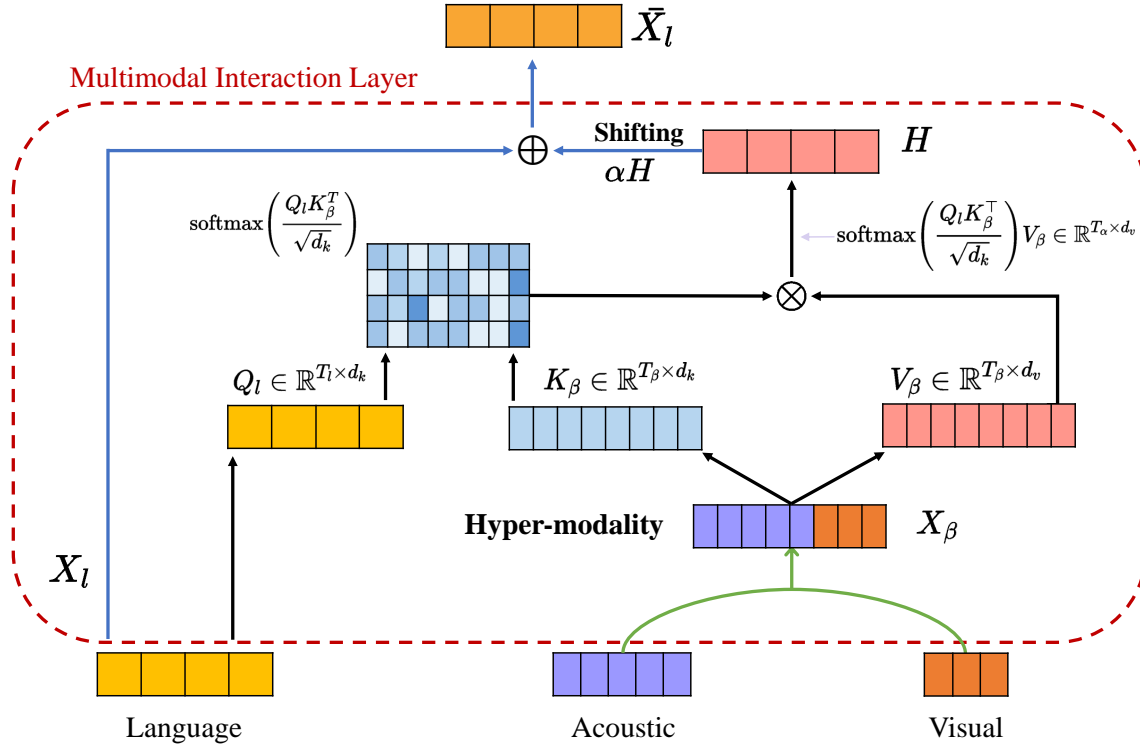 X̄_l
Multimodal Interaction Layer
Shifting
αH
H
softmax(Q_l K_β^T / √d_k)
softmax(Q_l K_β^⊤ / √d_k) V_β ∈ ℝ^{T_α×d_v}
Q_l ∈ ℝ^{T_l×d_k}
K_β ∈ ℝ^{T_β×d_k}
V_β ∈ ℝ^{T_β×d_v}
Hyper-modality
X_β
X_l
Language
Acoustic
Visual